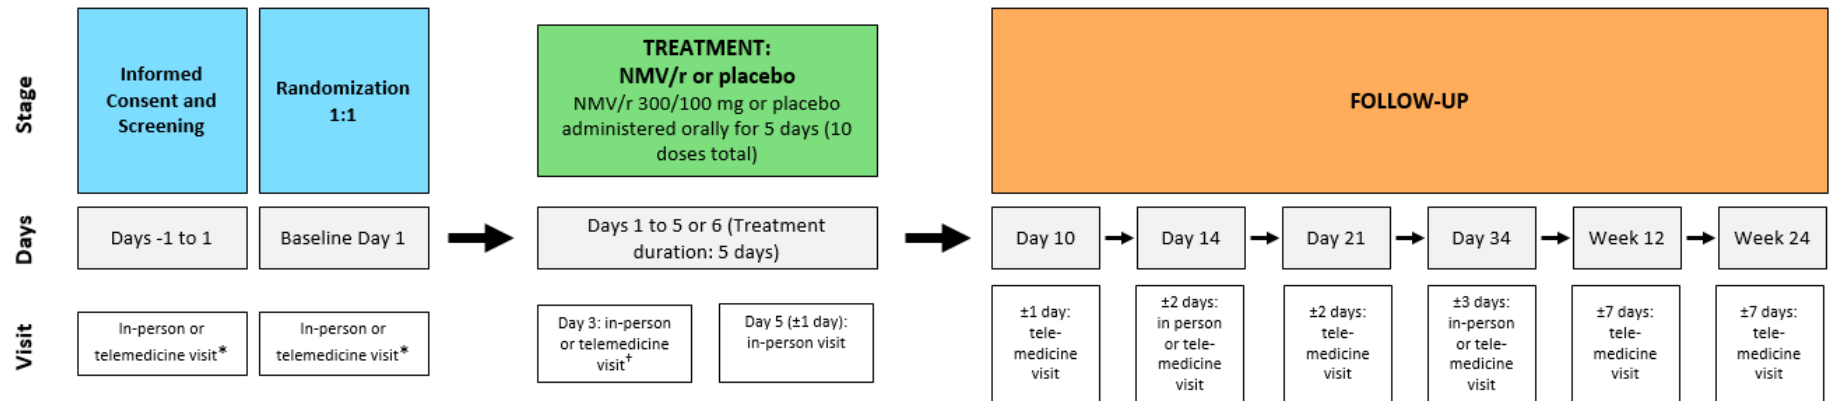 Stage
Informed
Consent and
Screening
Randomization
1:1
TREATMENT:
NMV/r or placebo
NMV/r 300/100 mg or placebo
administered orally for 5 days (10
doses total)
FOLLOW-UP
Days
Days -1 to 1
Baseline Day 1
Days 1 to 5 or 6 (Treatment
duration: 5 days)
Day 10
Day 14
Day 21
Day 34
Week 12
Week 24
Visit
In-person or
telemedicine visit*
In-person or
telemedicine visit*
Day 3: in-person
or telemedicine
visit†
Day 5 (±1 day):
in-person visit
±1 day:
tele-
medicine
visit
±2 days:
in person
or tele-
medicine
visit
±2 days:
tele-
medicine
visit
±3 days:
in-person
or tele-
medicine
visit
±7 days:
tele-
medicine
visit
±7 days:
tele-
medicine
visit